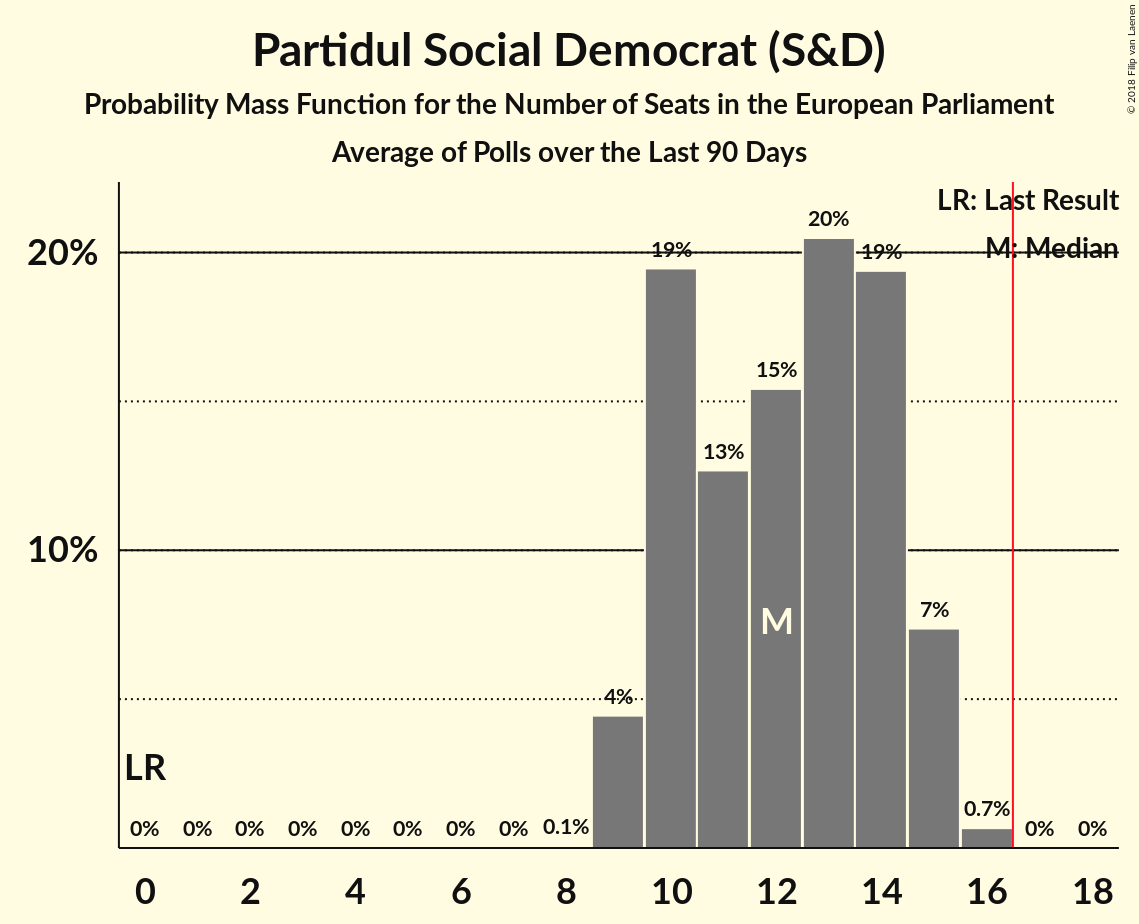 Partidul Social Democrat (S&D)
Probability Mass Function for the Number of Seats in the European Parliament
Average of Polls over the Last 90 Days
© 2018 Filip van Laenen
LR: Last Result
M: Median
20%
10%
20%
19%
19%
15%
13%
M
7%
4%
LR
0.7%
0% 0% 0% 0% 0% 0% 0% 0% 0.1% 0% 0%
0 2 4 6 8 10 12 14 16 18